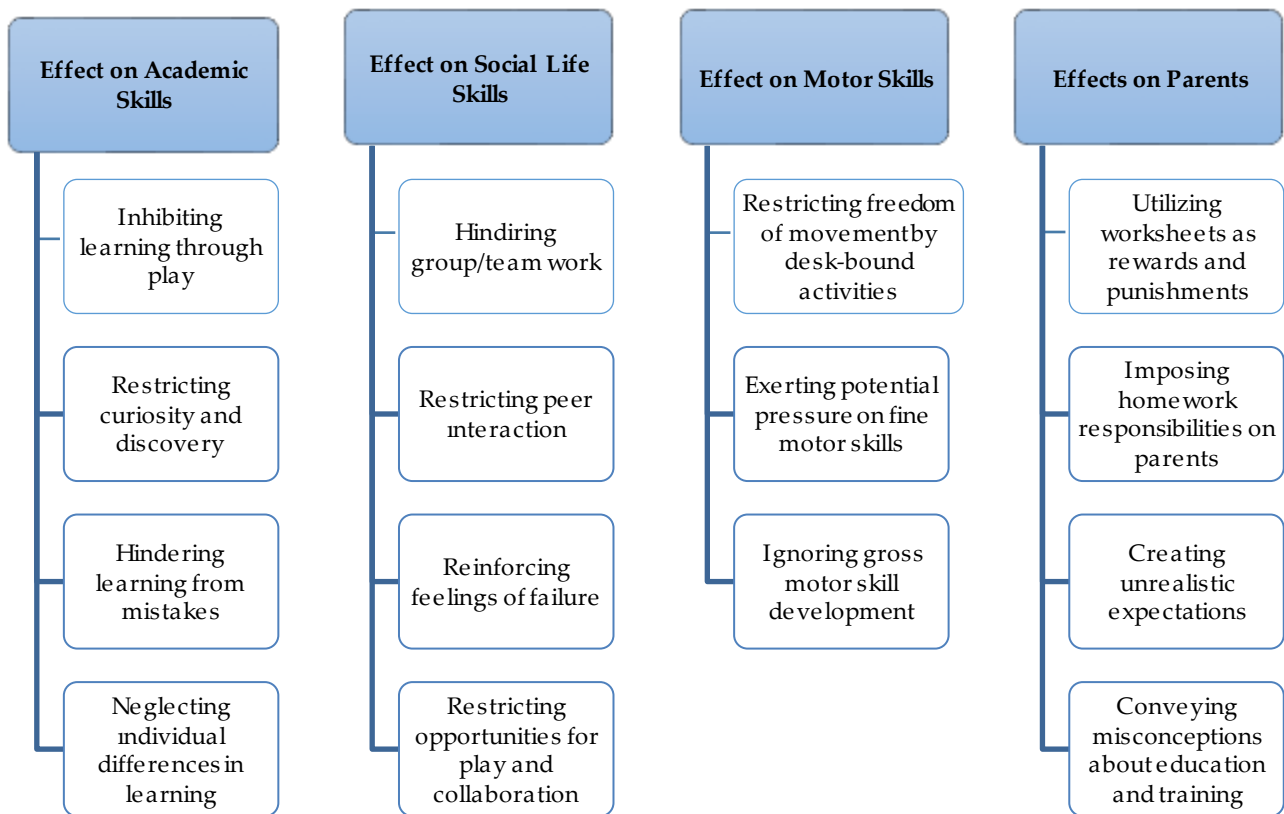 Effect on Academic
Skills
Inhibiting
learning through
play
Restricting
curiosity and
discovery
Hindering
learning from
mistakes
Neglecting
ındividual
differences in
learning
Effect on Social Life
Skills
Hindiring
group/team work
Restricting peer
ınteraction
Reinforcing
feelings of failure
Restricting
opportunities for
play and
collaboration
Effect on Motor Skills
Restricting freedom
of movement by
desk-bound
activities
Exerting potential
pressure on fine
motor skills
Ignoring gross
motor skill
development
Effects on Parents
Utilizing
worksheets as
rewards and
punishments
Imposing
homework
responsibilities on
parents
Creating
unrealistic
expectations
Conveying
misconceptions
about education
and training